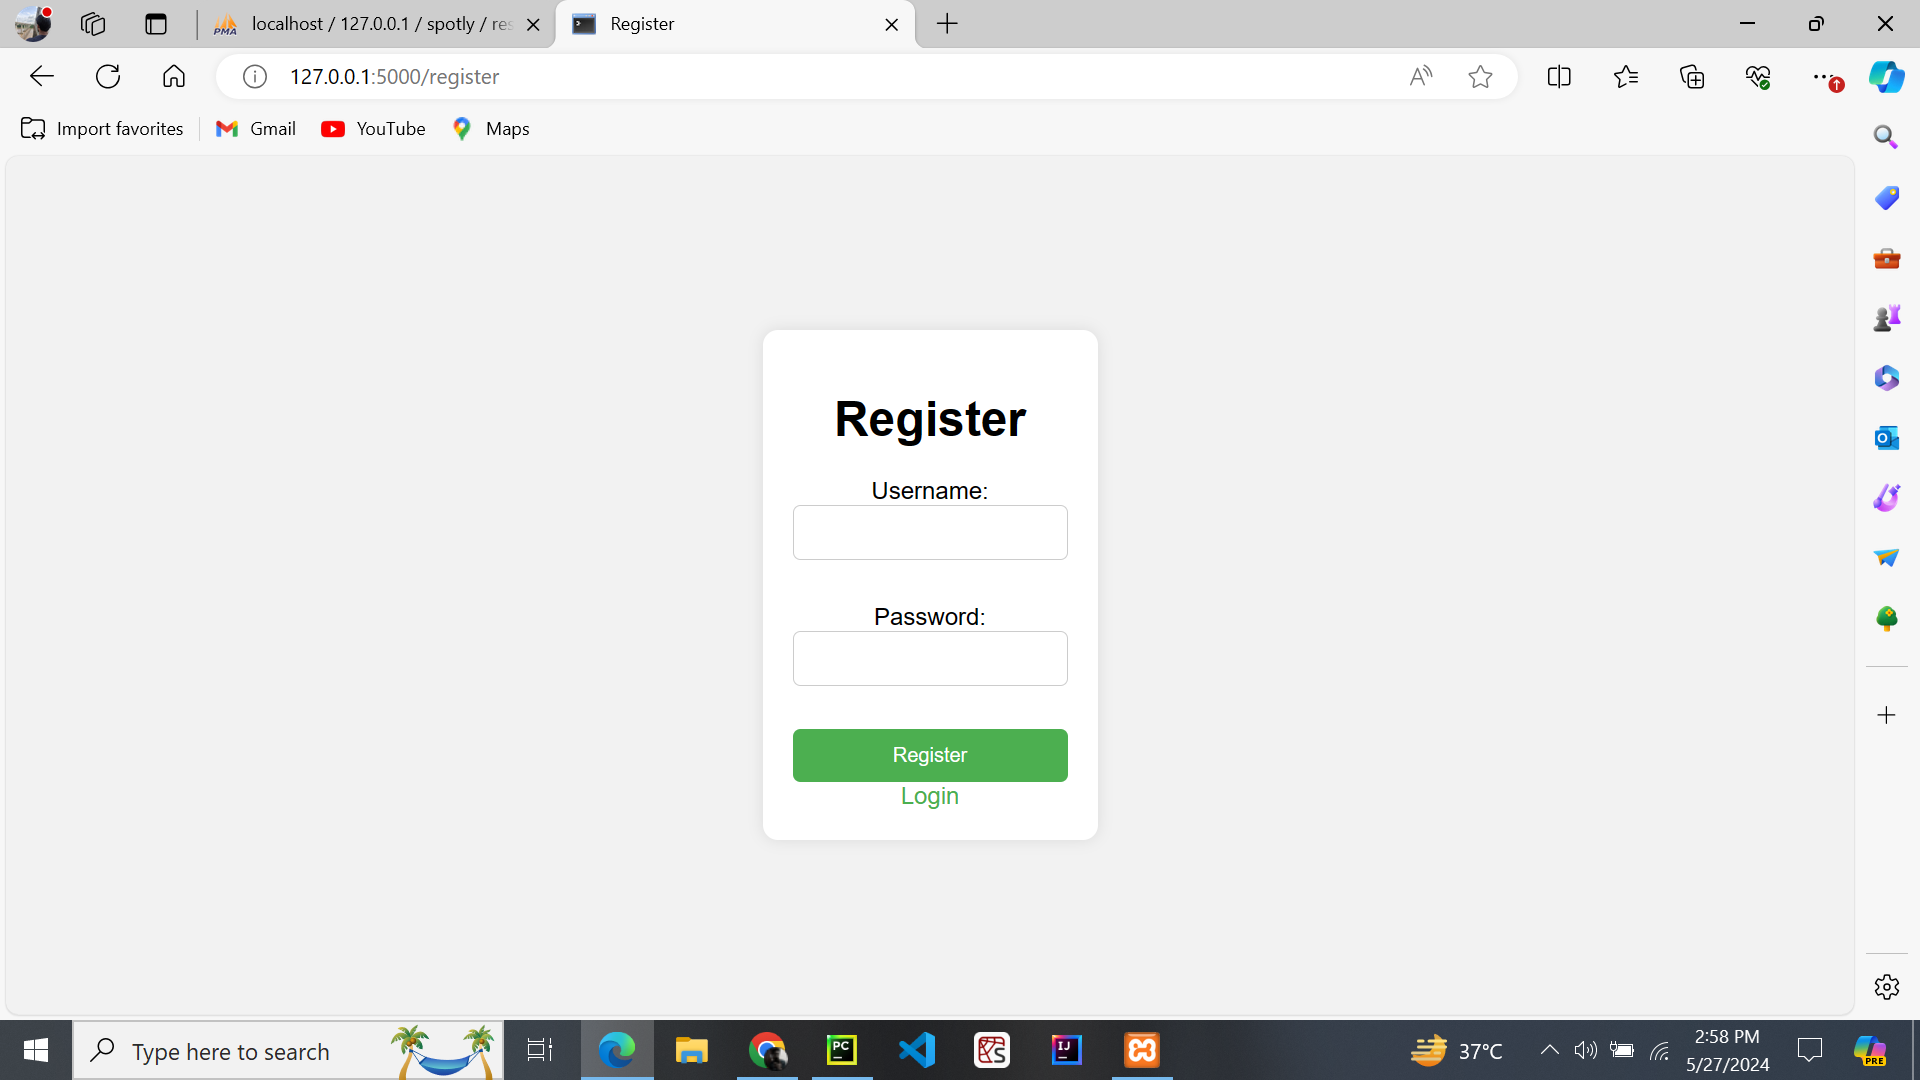 localhost / 127.0.0.1 / spotly / res
Register
127.0.0.1:5000/register
Import favorites
Gmail
YouTube
Maps
Register
Username:
Password:
Register
Login
Type here to search
37°C
2:58 PM
5/27/2024